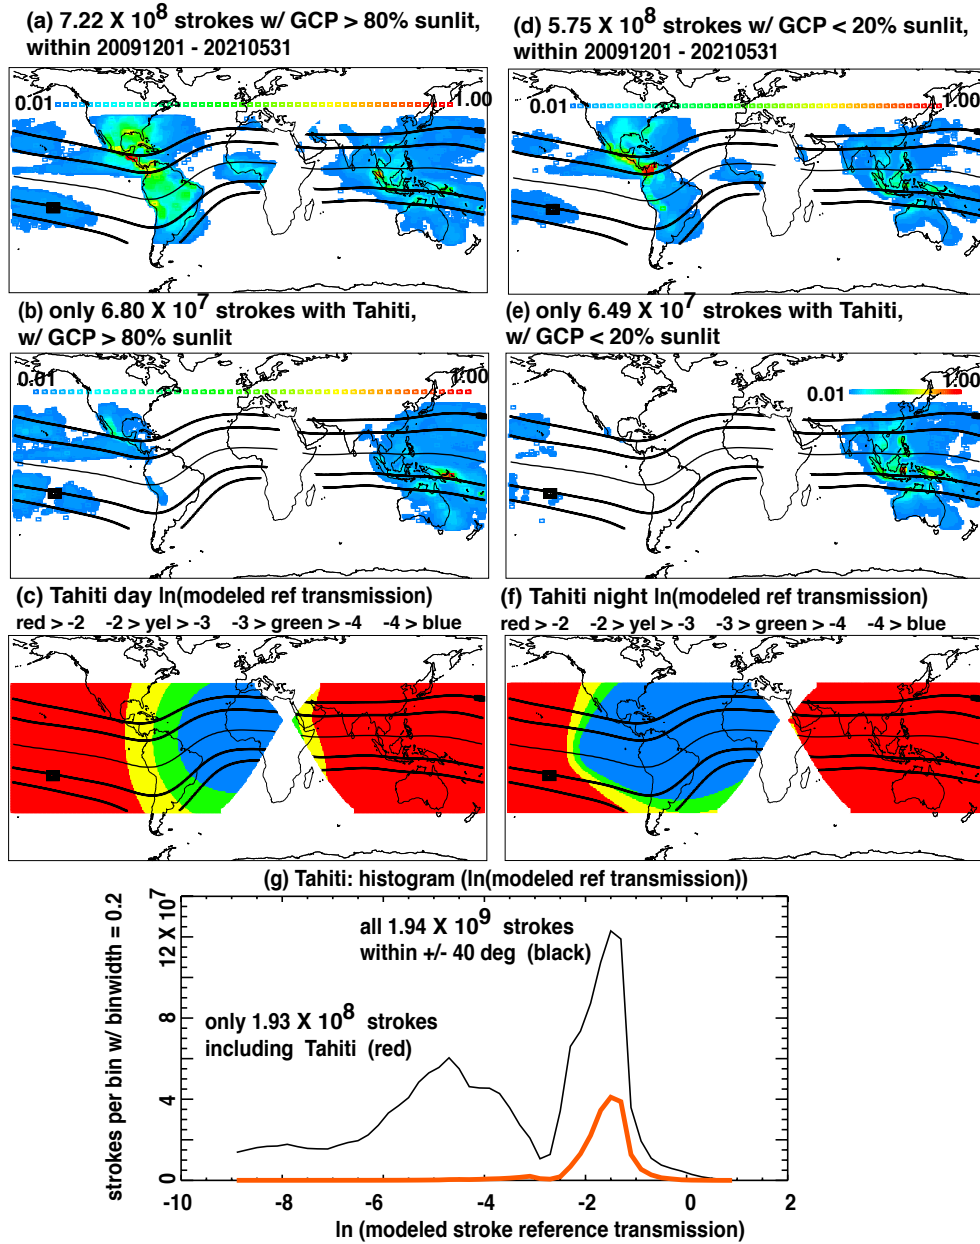 (a) 7.22 X 10^8 strokes w/ GCP > 80% sunlit,
within 20091201 - 20210531
0.01 1.00
(d) 5.75 X 10^8 strokes w/ GCP < 20% sunlit,
within 20091201 - 20210531
0.01 1.00
(b) only 6.80 X 10^7 strokes with Tahiti,
w/ GCP > 80% sunlit
0.01 1.00
(e) only 6.49 X 10^7 strokes with Tahiti,
w/ GCP < 20% sunlit
0.01 1.00
(c) Tahiti day ln(modeled ref transmission)
red > -2 -2 > yel > -3 -3 > green > -4 -4 > blue
(f) Tahiti night ln(modeled ref transmission)
red > -2 -2 > yel > -3 -3 > green > -4 -4 > blue
(g) Tahiti: histogram (ln(modeled ref transmission))
strokes per bin w/ binwidth = 0.2
12 X 10^7
8
4
0
all 1.94 X 10^9 strokes
within +/- 40 deg (black)
only 1.93 X 10^8 strokes
including Tahiti (red)
-10 -8 -6 -4 -2 0 2
ln (modeled stroke reference transmission)